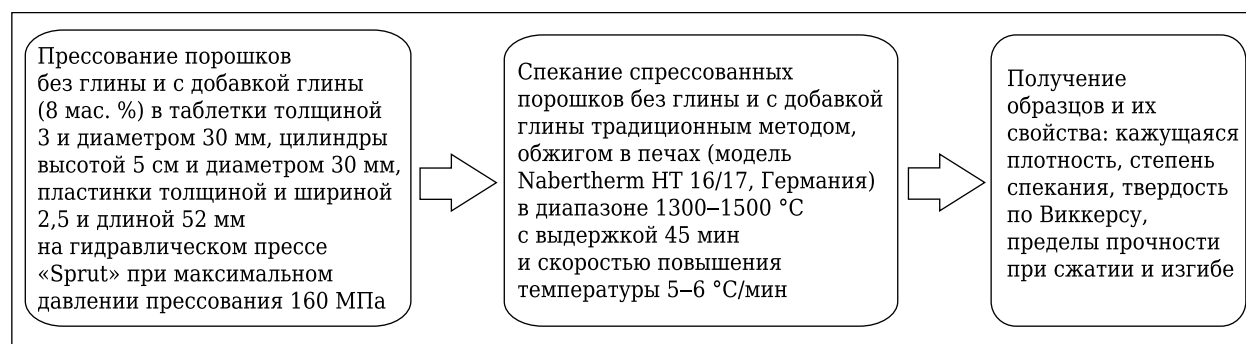 Прессование порошков
без глины и с добавкой глины
(8 мас. %) в таблетки толщиной
3 и диаметром 30 мм, цилиндры
высотой 5 см и диаметром 30 мм,
пластинки толщиной и шириной
2,5 и длиной 52 мм
на гидравлическом прессе
«Sprut» при максимальном
давлении прессования 160 МПа
Спекание спрессованных
порошков без глины и с добавкой
глины традиционным методом,
обжигом в печах (модель
Nabertherm HT 16/17, Германия)
в диапазоне 1300–1500 °C
с выдержкой 45 мин
и скоростью повышения
температуры 5–6 °C/мин
Получение
образцов и их
свойства: кажущаяся
плотность, степень
спекания, твердость
по Виккерсу,
пределы прочности
при сжатии и изгибе